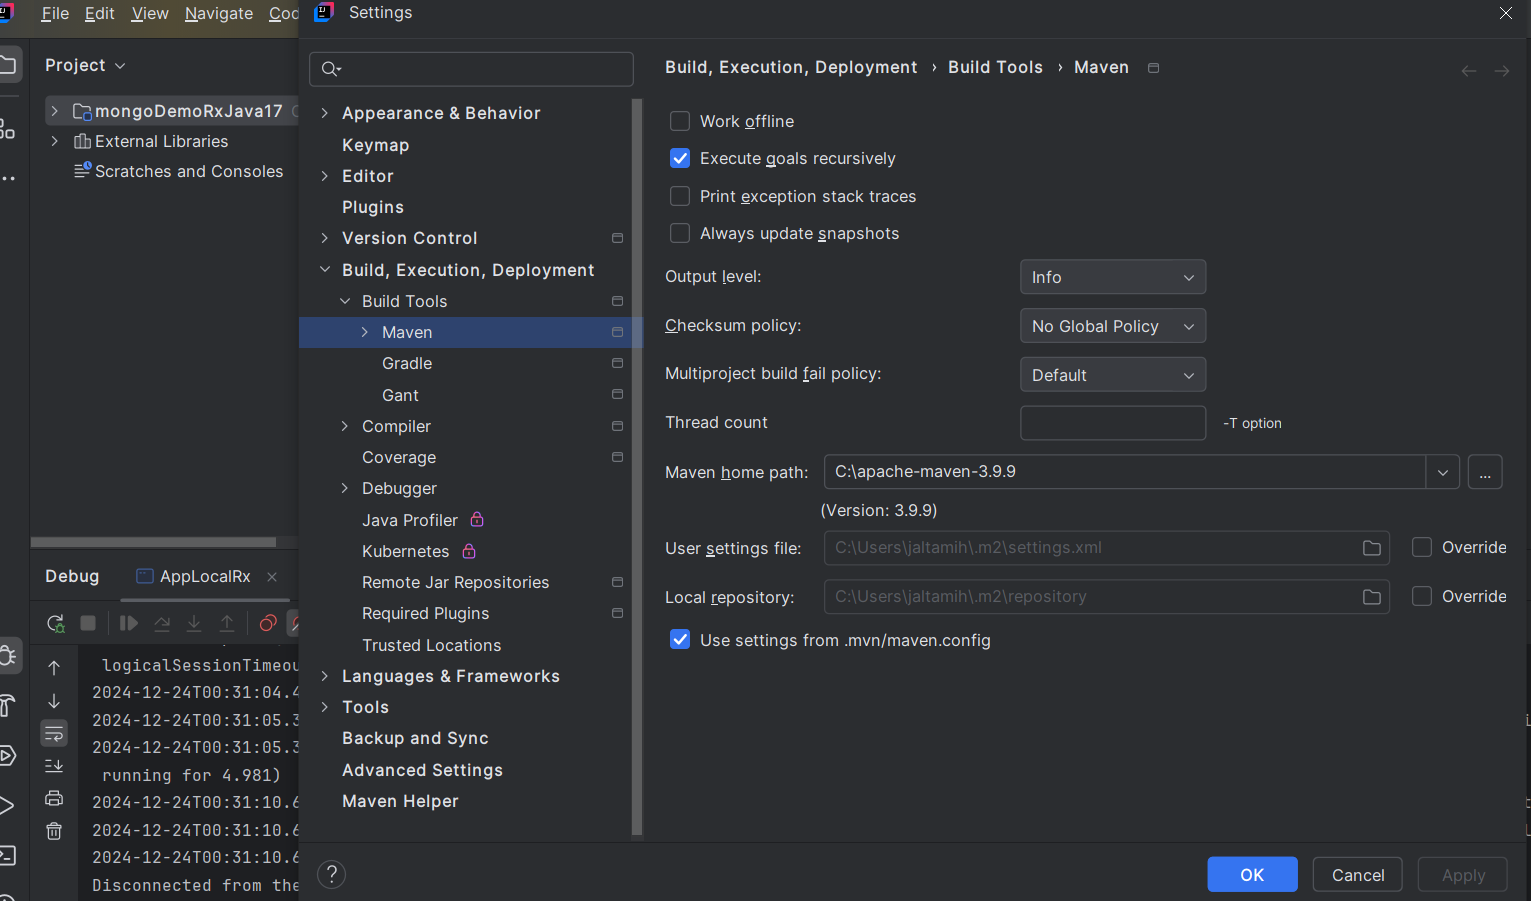 File Edit View Navigate
Settings
Project
mongoDemoRxJava17
External Libraries
Scratches and Consoles
Appearance & Behavior
Keymap
Editor
Plugins
Version Control
Build, Execution, Deployment
Build Tools
Maven
Gradle
Gant
Compiler
Coverage
Debugger
Java Profiler
Kubernetes
Remote Jar Repositories
Required Plugins
Trusted Locations
Languages & Frameworks
Tools
Backup and Sync
Advanced Settings
Maven Helper
Build, Execution, Deployment › Build Tools › Maven
Work offline
Execute goals recursively
Print exception stack traces
Always update snapshots
Output level: Info
Checksum policy: No Global Policy
Multiproject build fail policy: Default
Thread count -T option
Maven home path: C:\apache-maven-3.9.9 ...
(Version: 3.9.9)
User settings file: C:\Users\jaltamih\.m2\settings.xml Override
Local repository: C:\Users\jaltamih\.m2\repository Override
Use settings from .mvn/maven.config
Debug AppLocalRx
logicalSessionTimeou
2024-12-24T00:31:04.4
2024-12-24T00:31:05.3
2024-12-24T00:31:05.3
running for 4.981)
2024-12-24T00:31:10.6
2024-12-24T00:31:10.6
2024-12-24T00:31:10.6
Disconnected from the
? OK Cancel Apply